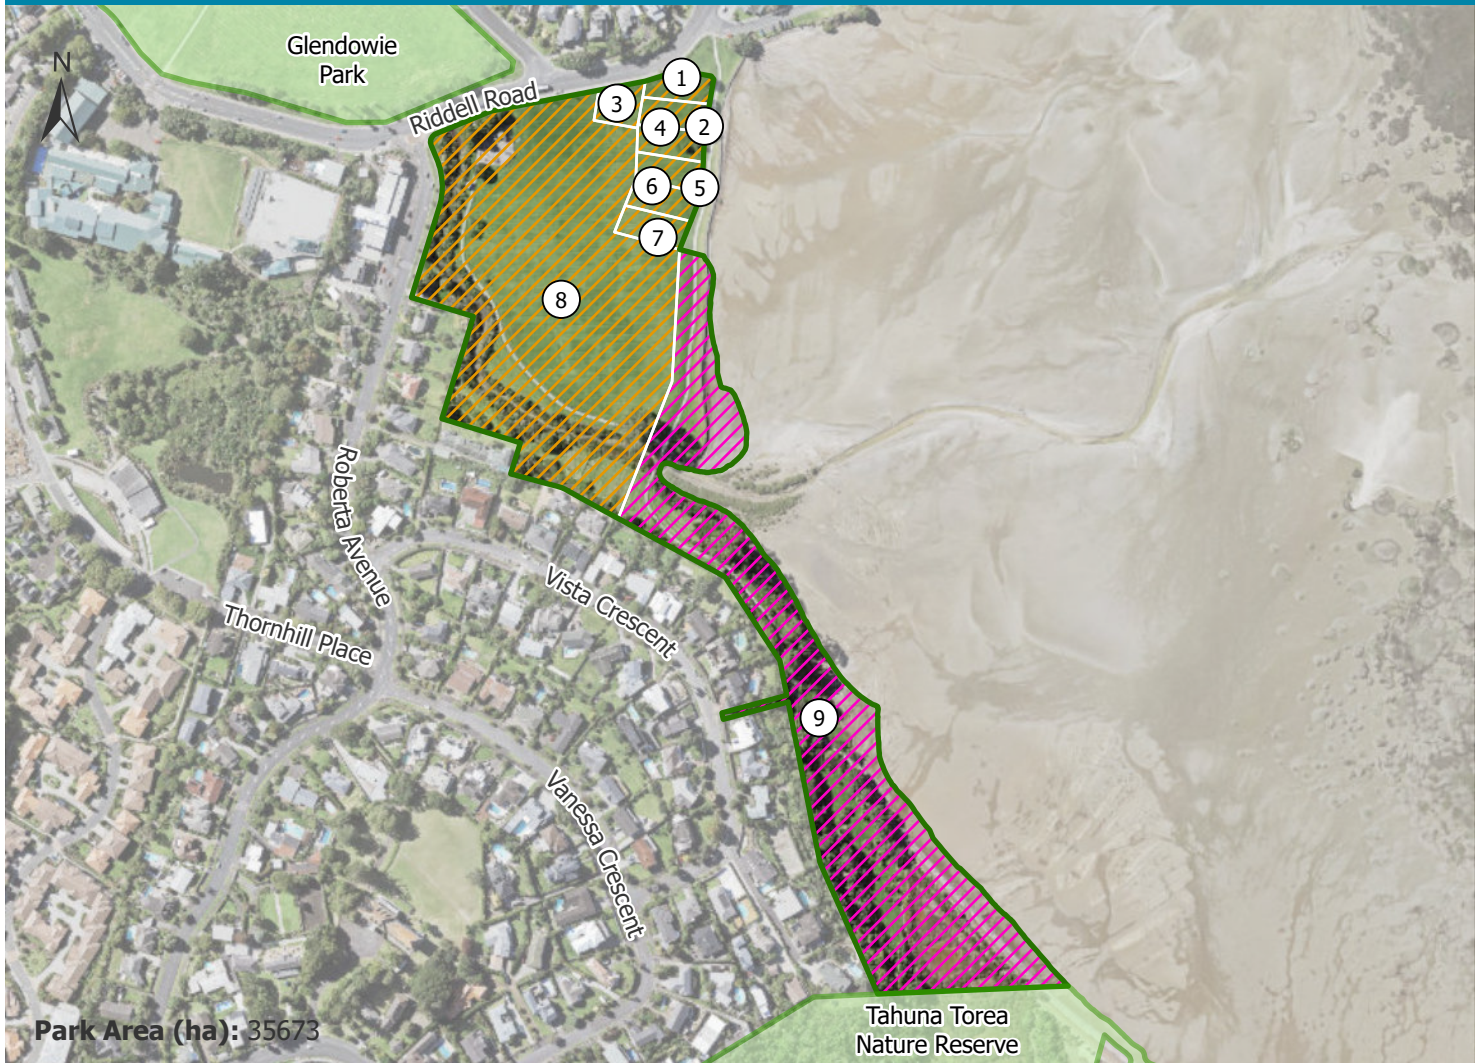 N
Glendowie
Park
Riddell Road
1
3
4
2
6
5
7
8
Roberta Avenue
Vista Crescent
Thornhill Place
9
Vanessa Crescent
Tahuna Torea
Nature Reserve
Park Area (ha): 35673